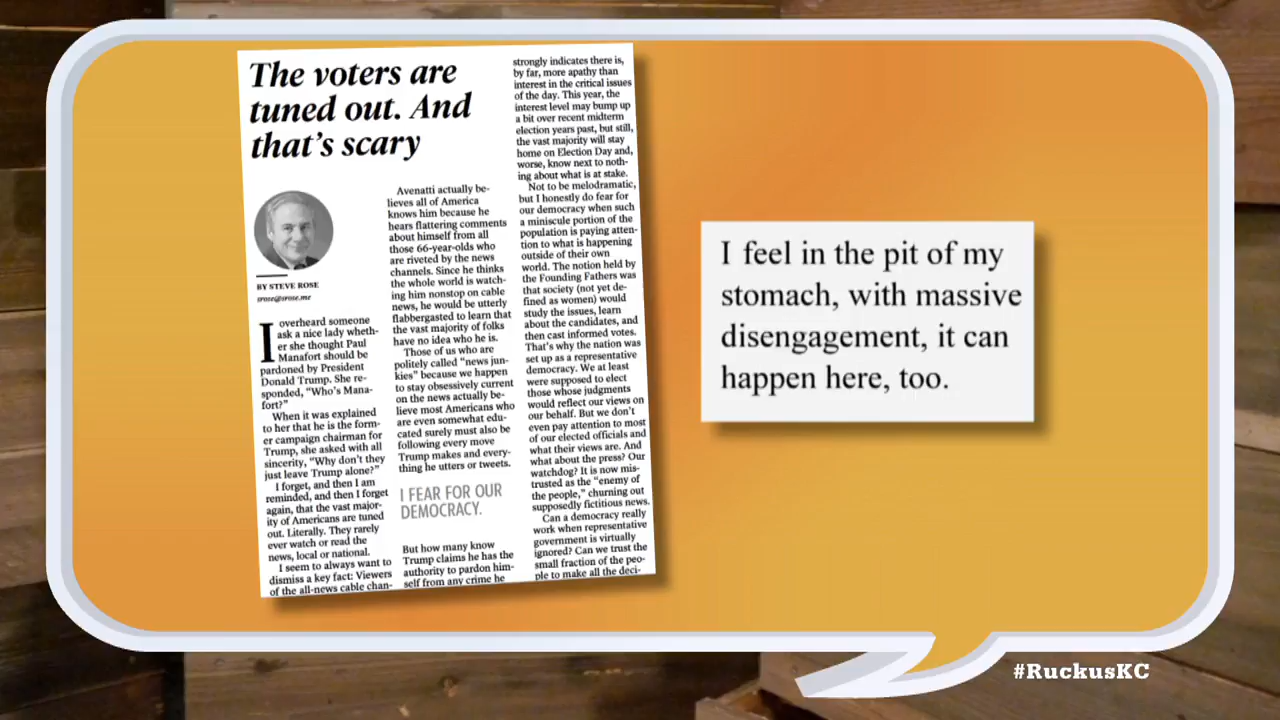 The voters are
tuned out. And
that's scary
BY STEVE ROSE
srose@srose.me
I overheard someone
ask a nice lady wheth-
er she thought Paul
Manafort should be
pardoned by President
Donald Trump. She re-
sponded, “Who's Mana-
fort?”
When it was explained
to her that he is the form-
er campaign chairman for
Trump, she asked with all
sincerity, “Why don't they
just leave Trump alone?”
I forget, and then I am
reminded, and then I forget
again, that the vast major-
ity of Americans are tuned
out. Literally. They rarely
ever watch or read the
news, local or national.
I seem to always want to
dismiss a key fact: Viewers
of the all-news cable chan-
Avenatti actually be-
lieves all of America
knows him because he
hears flattering comments
about himself from all
those 66-year-olds who
are riveted by the news
channels. Since he thinks
the whole world is watch-
ing him nonstop on cable
news, he would be utterly
flabbergasted to learn that
the vast majority of folks
have no idea who he is.
Those of us who are
politely called “news jun-
kies” because we happen
to stay obsessively current
on the news actually be-
lieve most Americans who
are even somewhat edu-
cated surely must also be
following every move
Trump makes and every-
thing he utters or tweets.
I FEAR FOR OUR
DEMOCRACY.
But how many know
Trump claims he has the
authority to pardon him-
self from any crime he
strongly indicates there is,
by far, more apathy than
interest in the critical issues
of the day. This year, the
interest level may bump up
a bit over recent midterm
election years past, but still,
the vast majority will stay
home on Election Day and,
worse, know next to noth-
ing about what is at stake.
Not to be melodramatic,
but I honestly do fear for
our democracy when such
a miniscule portion of the
population is paying atten-
tion to what is happening
outside of their own
world. The notion held by
the Founding Fathers was
that society (not yet de-
fined as women) would
study the issues, learn
about the candidates, and
then cast informed votes.
That's why the nation was
set up as a representative
democracy. We at least
were supposed to elect
those whose judgments
would reflect our views on
our behalf. But we don't
even pay attention to most
of our elected officials and
what their views are. And
what about the press? Our
watchdog? It is now mis-
trusted as the “enemy of
the people,” churning out
supposedly fictitious news.
Can a democracy really
work when representative
government is virtually
ignored? Can we trust the
small fraction of the peo-
ple to make all the deci-
I feel in the pit of my
stomach, with massive
disengagement, it can
happen here, too.
#RuckusKC